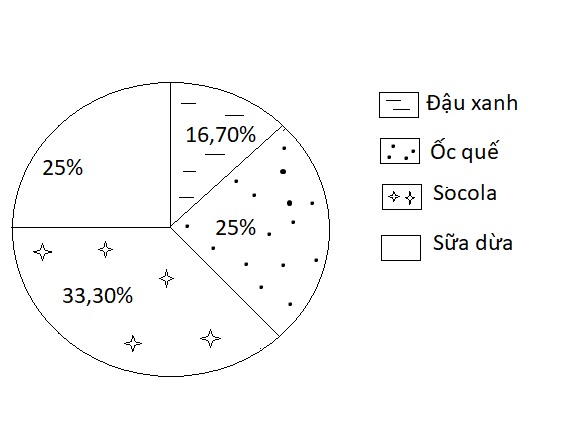 16,70%
25%
25%
33,30%
Đậu xanh
Ốc quế
Socola
Sữa dừa